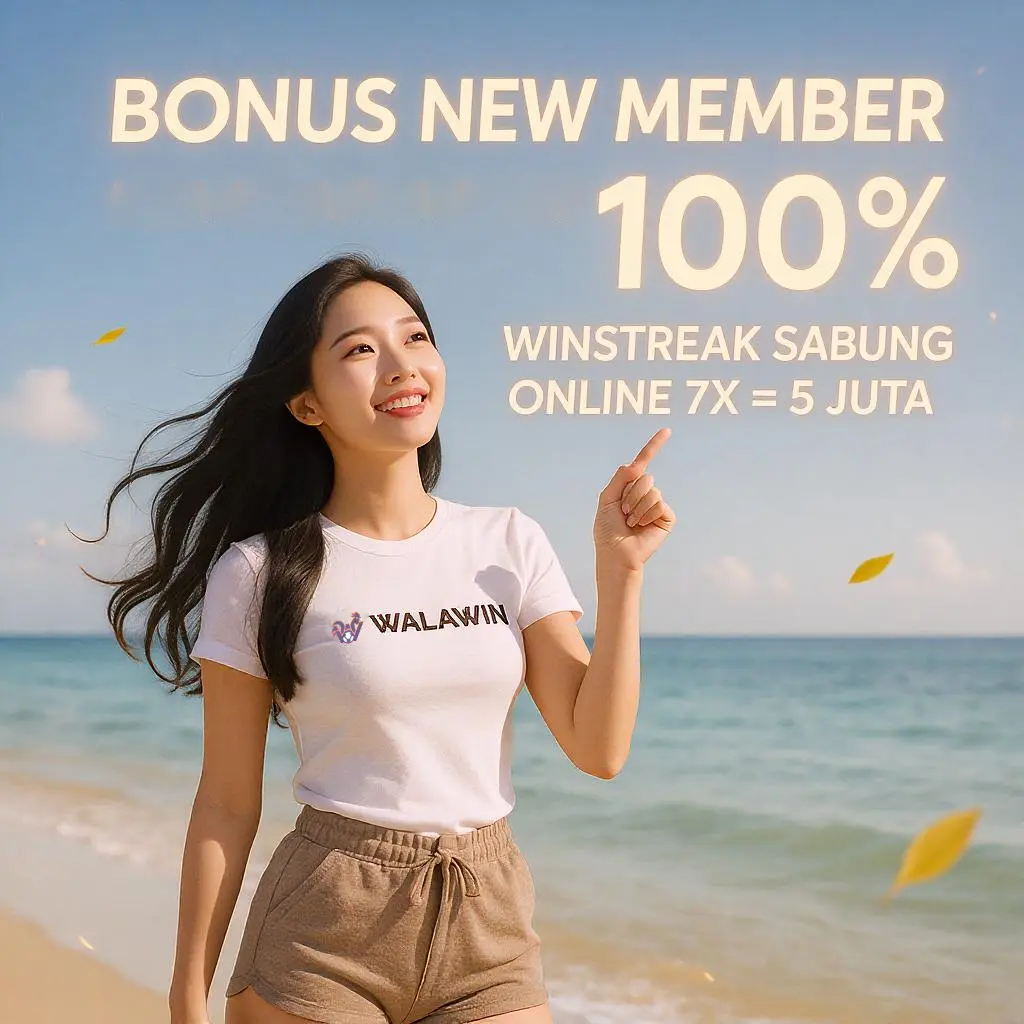 BONUS NEW MEMBER
100%
WINSTREAK SABUNG
ONLINE 7X = 5 JUTA
WALAWIN